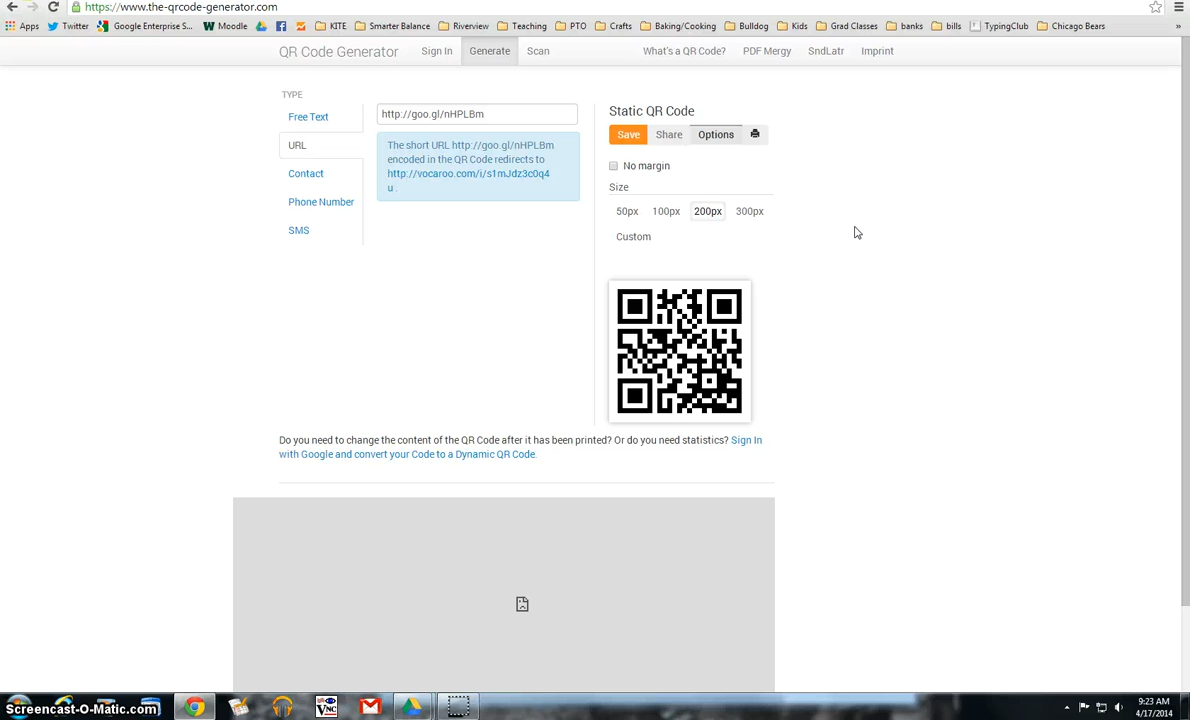 https://www.the-qrcode-generator.com
Apps Twitter Google Enterprise S... Moodle KITE Smarter Balance Riverview Teaching PTO Crafts Baking/Cooking Bulldog Kids Grad Classes banks bills TypingClub Chicago Bears
QR Code Generator Sign In Generate Scan What's a QR Code? PDF Mergy SndLatr Imprint
TYPE
Free Text
URL
Contact
Phone Number
SMS
http://goo.gl/nHPLBm
The short URL http://goo.gl/nHPLBm
encoded in the QR Code redirects to
http://vocaroo.com/i/s1mJdz3c0q4
u .
Static QR Code
Save Share Options
No margin
Size
50px 100px 200px 300px
Custom
Do you need to change the content of the QR Code after it has been printed? Or do you need statistics? Sign In
with Google and convert your Code to a Dynamic QR Code.
Screencast-O-Matic.com
VNC
9:23 AM
4/17/2014